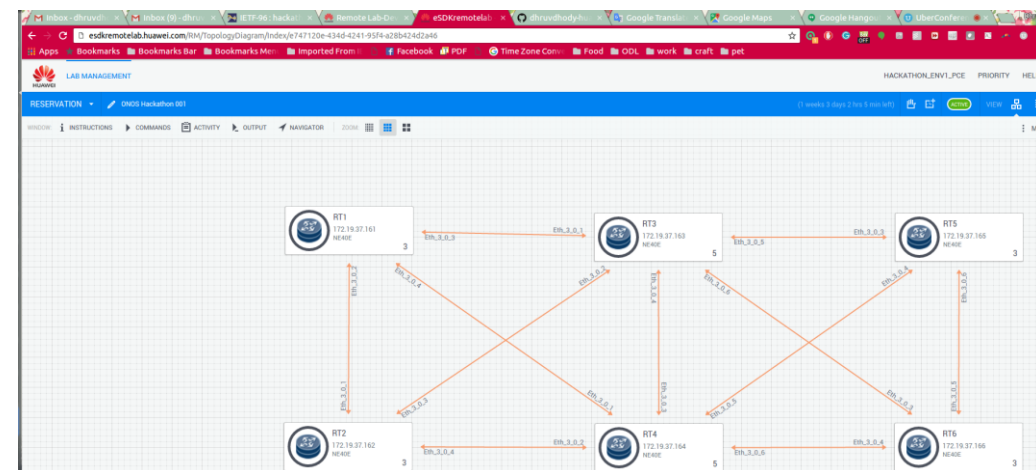 Inbox - dhruvdh
Inbox (9) - dhru
IETF-96 : hacka
Remote Lab-De
eSDKremotelab
dhruvdhody-hu
Google Translat
Google Maps
Google Hangou
UberConferen
esdkremotelab.huawei.com/RM/TopologyDiagram/Index/e747120e-434d-4241-95f4-a28b424d2a46
Apps Bookmarks Bookmarks Bar Bookmarks Men Imported From Facebook PDF Time Zone Conv Food ODL work craft pet
HUAWEI
LAB MANAGEMENT
HACKATHON_ENV1_PCE PRIORITY HEL
RESERVATION ONOS Hackathon 001
(1 weeks 5 days 2 hrs 5 min left) ACTIVE VIEW
WINDOW: INSTRUCTIONS COMMANDS ACTIVITY OUTPUT NAVIGATOR ZOOM
RT1
172.19.37.161
NE40E
3
Eth_3_0_3
Eth_3_0_1
RT3
172.19.37.163
NE40E
5
Eth_3_0_5
Eth_3_0_3
RT5
172.19.37.165
NE40E
3
Eth_3_0_2
Eth_3_0_4
Eth_3_0_2
Eth_3_0_4
Eth_3_0_6
Eth_3_0_4
Eth_3_0_5
Eth_3_0_1
Eth_3_0_3
Eth_3_0_1
Eth_3_0_3
Eth_3_0_5
Eth_3_0_3
Eth_3_0_5
RT2
172.19.37.162
NE40E
3
Eth_3_0_4
Eth_3_0_2
RT4
172.19.37.164
NE40E
5
Eth_3_0_6
Eth_3_0_4
RT6
172.19.37.166
NE40E
3